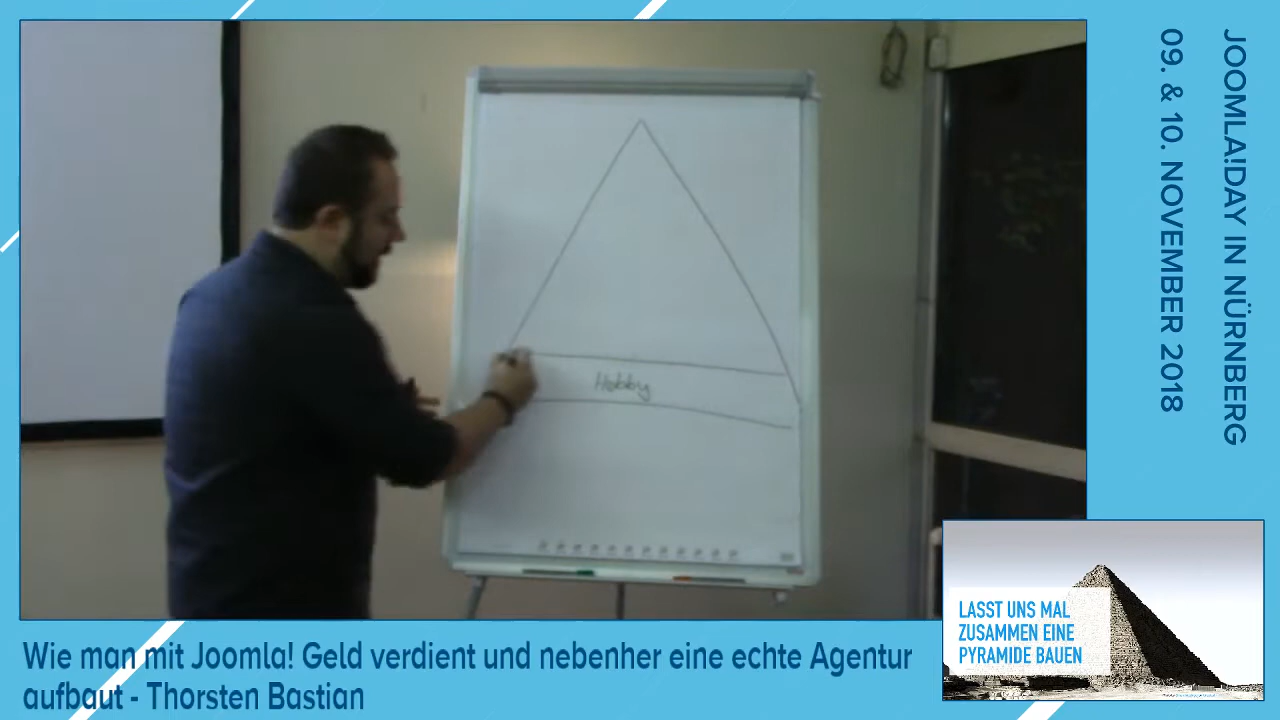 JOOMLA!DAY IN NÜRNBERG
09. & 10. NOVEMBER 2018
Hobby
LASST UNS MAL
ZUSAMMEN EINE
PYRAMIDE BAUEN
Wie man mit Joomla! Geld verdient und nebenher eine echte Agentur
aufbaut - Thorsten Bastian